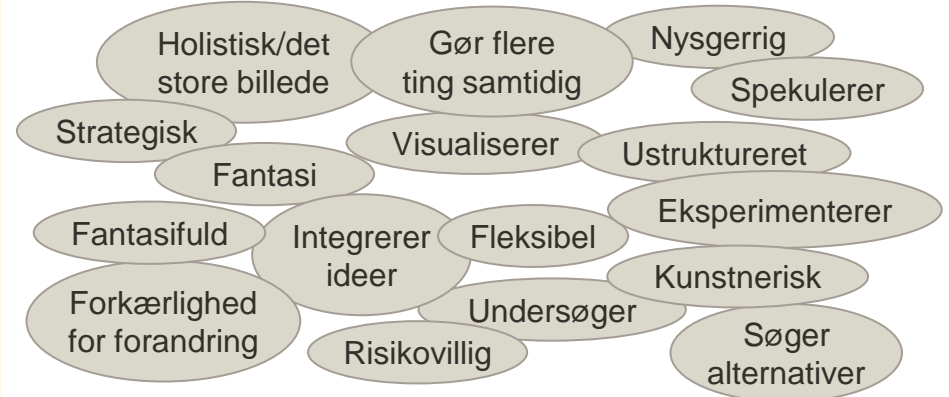 Holistisk/det
store billede
Gør flere
ting samtidig
Nysgerrig
Spekulerer
Strategisk
Visualiserer
Ustruktureret
Fantasi
Eksperimenterer
Fantasifuld
Integrerer
ideer
Fleksibel
Kunstnerisk
Forkærlighed
for forandring
Undersøger
Risikovillig
Søger
alternativer